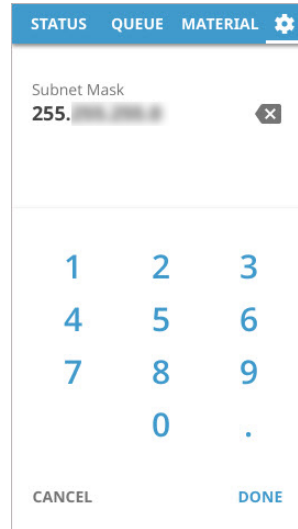 STATUS QUEUE MATERIAL
Subnet Mask
255.
1 2 3
4 5 6
7 8 9
0 .
CANCEL DONE